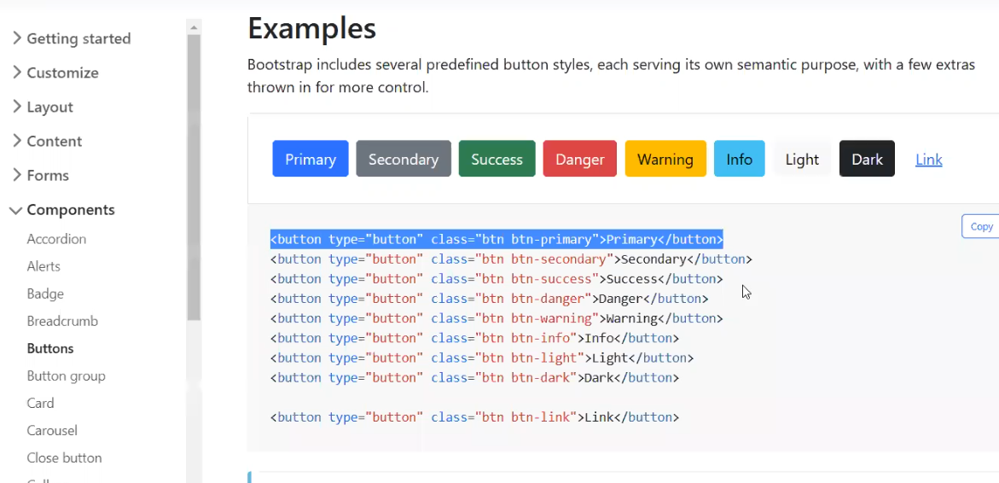 Getting started
Customize
Layout
Content
Forms
Components
Accordion
Alerts
Badge
Breadcrumb
Buttons
Button group
Card
Carousel
Close button
Examples
Bootstrap includes several predefined button styles, each serving its own semantic purpose, with a few extras
thrown in for more control.
Primary Secondary Success Danger Warning Info Light Dark Link
Copy
<button type="button" class="btn btn-primary">Primary</button>
<button type="button" class="btn btn-secondary">Secondary</button>
<button type="button" class="btn btn-success">Success</button>
<button type="button" class="btn btn-danger">Danger</button>
<button type="button" class="btn btn-warning">Warning</button>
<button type="button" class="btn btn-info">Info</button>
<button type="button" class="btn btn-light">Light</button>
<button type="button" class="btn btn-dark">Dark</button>
<button type="button" class="btn btn-link">Link</button>